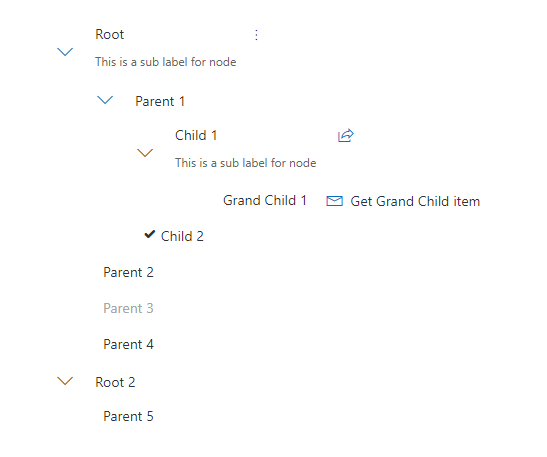 Root
This is a sub label for node
Parent 1
Child 1
This is a sub label for node
Grand Child 1 Get Grand Child item
Child 2
Parent 2
Parent 3
Parent 4
Root 2
Parent 5